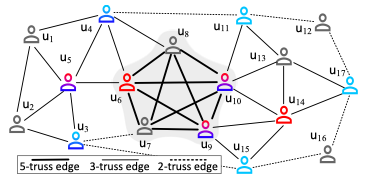 u4
u11
u12
u1
u8
u13
u5
u17
u6
u10
u14
u2
u3
u7
u9
u15
u16
5-truss edge 3-truss edge 2-truss edge